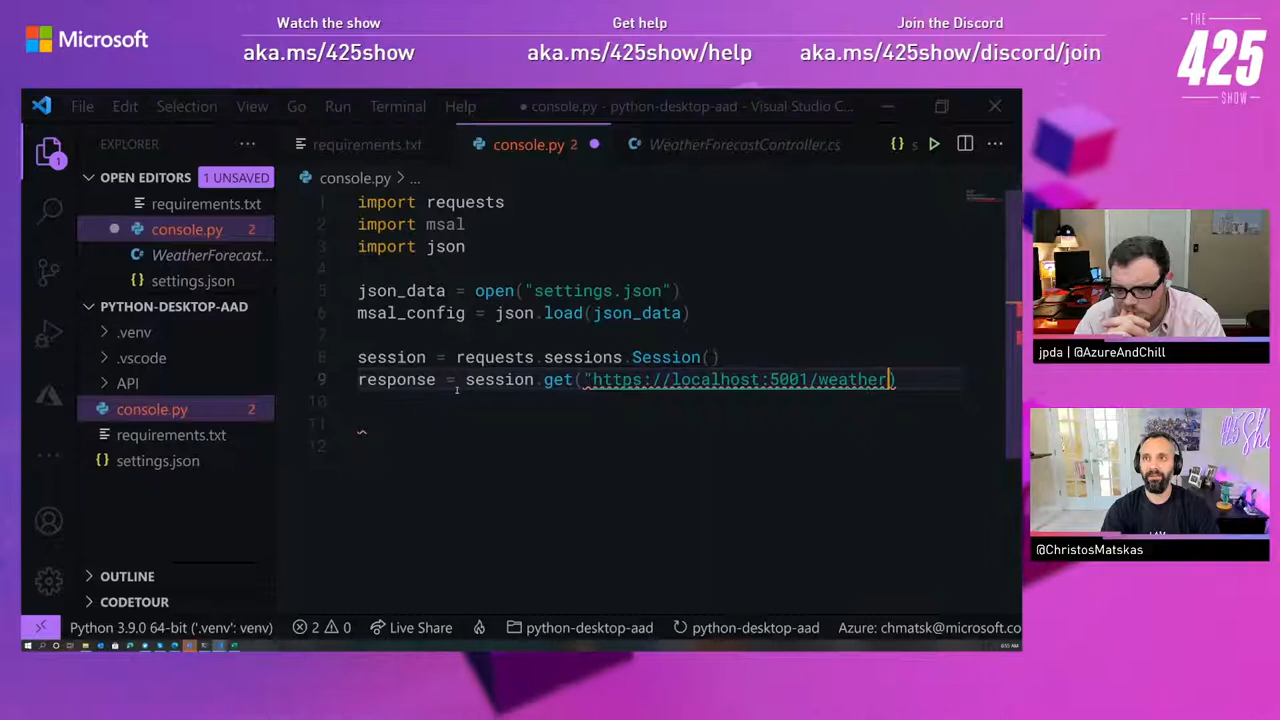 Microsoft
Watch the show
aka.ms/425show
Get help
aka.ms/425show/help
Join the Discord
aka.ms/425show/discord/join
THE
425
SHOW
File Edit Selection View Go Run Terminal Help
● console.py - python-desktop-aad - Visual Studio C...
EXPLORER
requirements.txt
console.py 2
WeatherForecastController.cs
OPEN EDITORS
1 UNSAVED
requirements.txt
console.py 2
WeatherForecast...
settings.json
PYTHON-DESKTOP-AAD
.venv
.vscode
API
console.py 2
requirements.txt
settings.json
OUTLINE
CODETOUR
console.py > ...
1 import requests
2 import msal
3 import json
4
5 json_data = open("settings.json")
6 msal_config = json.load(json_data)
7
8 session = requests.sessions.Session()
9 response = session.get("https://localhost:5001/weather)
10
11
12
Python 3.9.0 64-bit ('.venv': venv) 2 0 Live Share python-desktop-aad python-desktop-aad Azure: chmatsk@microsoft.co
jpda | @AzureAndChill
@ChristosMatskas